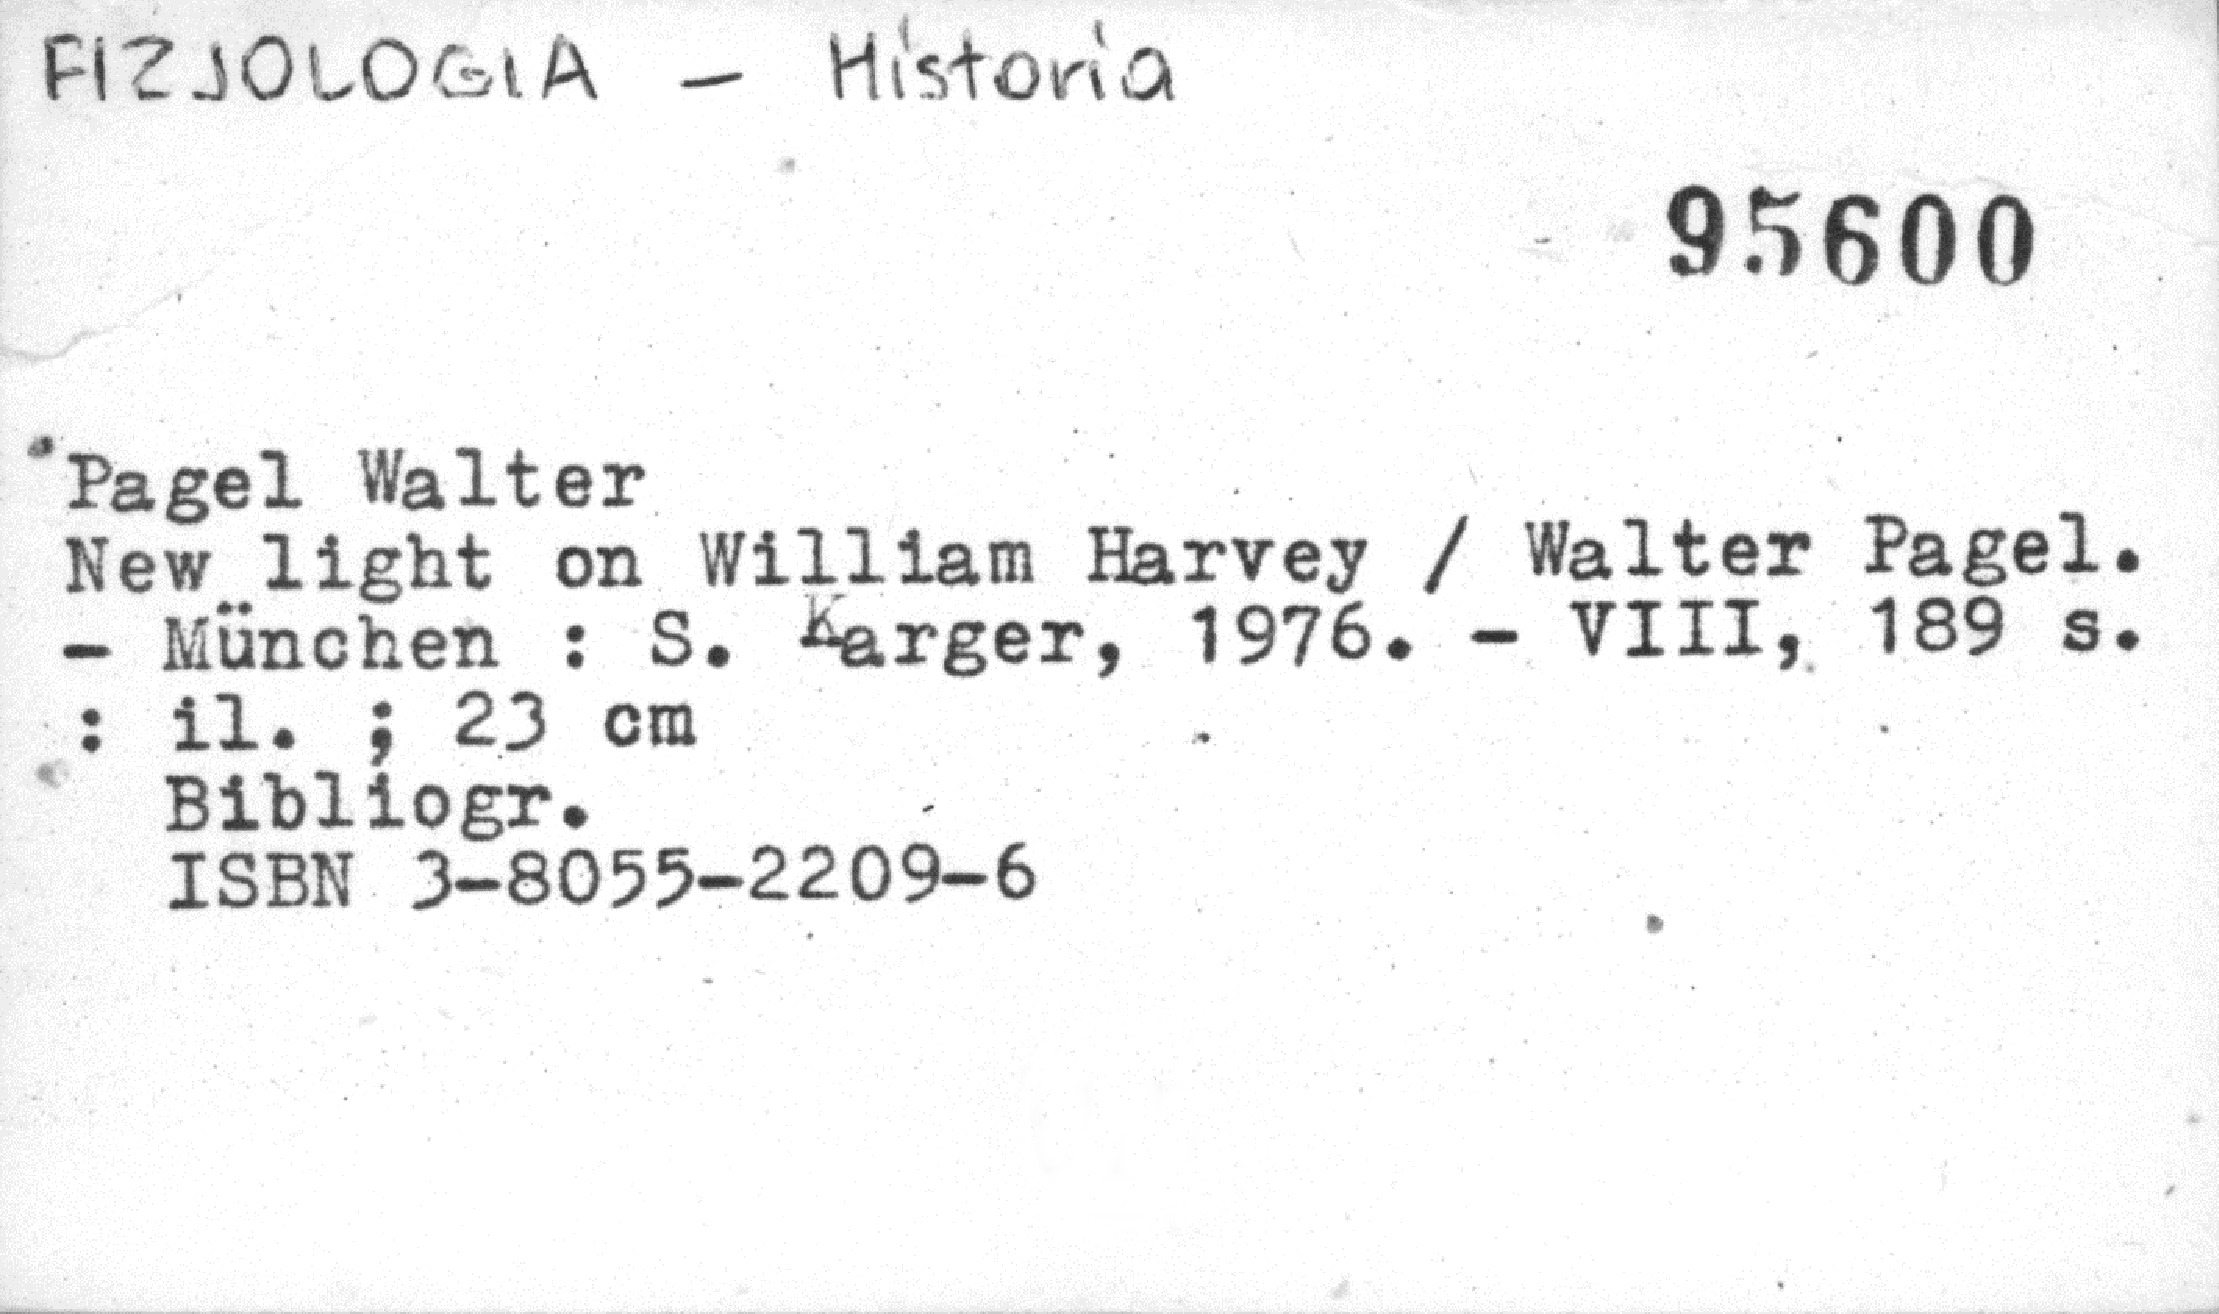 FIZJOLOGIA – Historia
95600
Pagel Walter
New light on William Harvey / Walter Pagel.
– München : S. Karger, 1976. – VIII, 189 s.
: il. ; 23 cm
Bibliogr.
ISBN 3-8055-2209-6